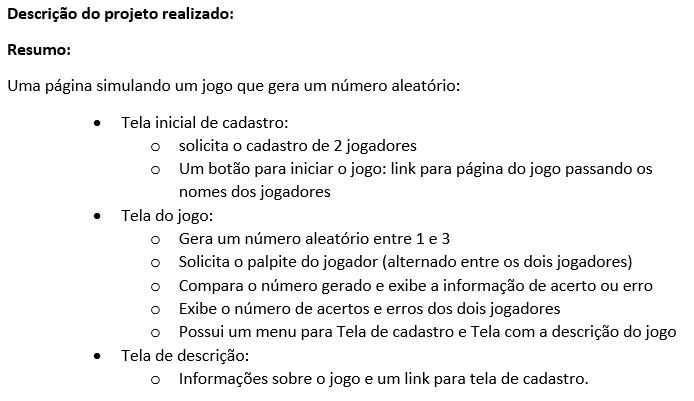 Descrição do projeto realizado:
Resumo:
Uma página simulando um jogo que gera um número aleatório:
• Tela inicial de cadastro:
o solicita o cadastro de 2 jogadores
o Um botão para iniciar o jogo: link para página do jogo passando os
nomes dos jogadores
• Tela do jogo:
o Gera um número aleatório entre 1 e 3
o Solicita o palpite do jogador (alternado entre os dois jogadores)
o Compara o número gerado e exibe a informação de acerto ou erro
o Exibe o número de acertos e erros dos dois jogadores
o Possui um menu para Tela de cadastro e Tela com a descrição do jogo
• Tela de descrição:
o Informações sobre o jogo e um link para tela de cadastro.